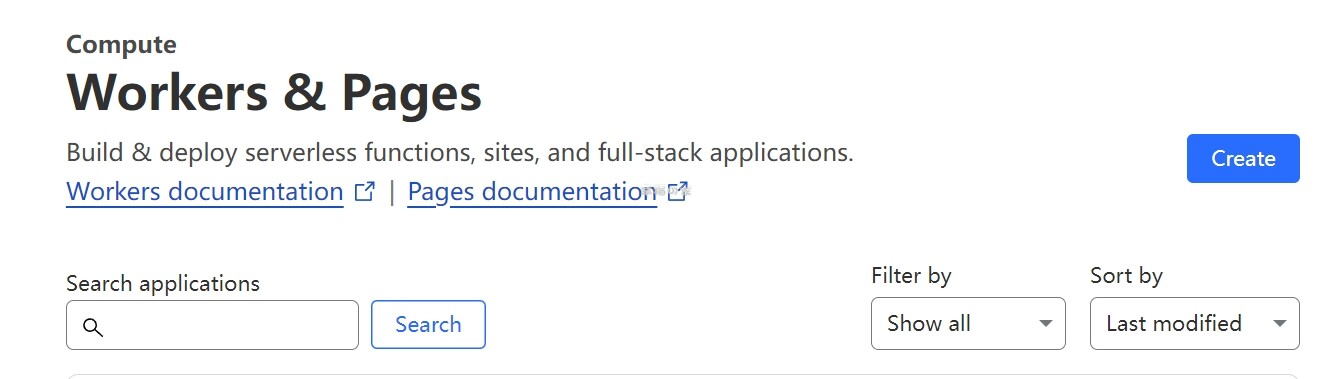 Compute
Workers & Pages
Build & deploy serverless functions, sites, and full-stack applications.
Create
Workers documentation | Pages documentation
Search applications
Filter by
Sort by
Search
Show all
Last modified